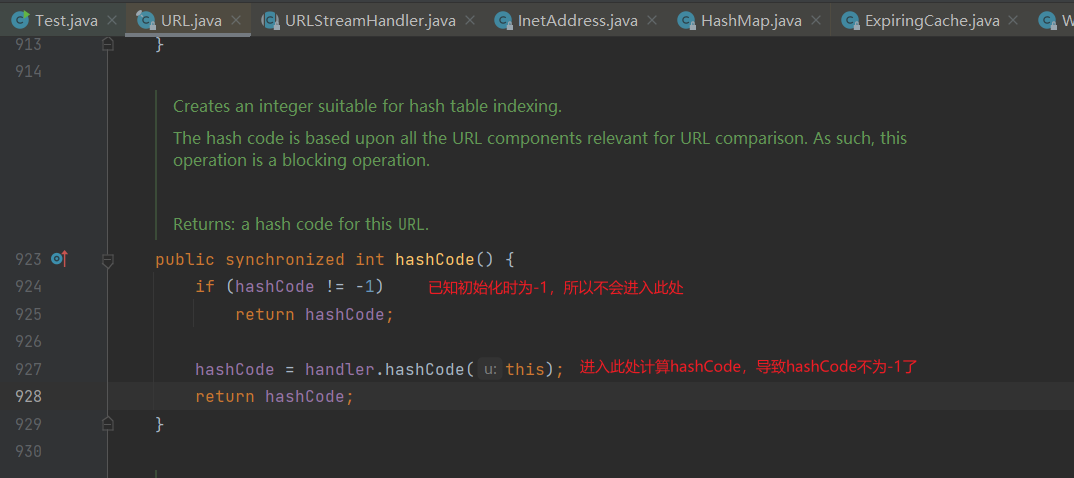 Test.java
URL.java
URLStreamHandler.java
InetAddress.java
HashMap.java
ExpiringCache.java
W
913 }
914
Creates an integer suitable for hash table indexing.
The hash code is based upon all the URL components relevant for URL comparison. As such, this
operation is a blocking operation.
Returns: a hash code for this URL.
923 public synchronized int hashCode() {
924 if (hashCode != -1) 已知初始化时为-1，所以不会进入此处
925 return hashCode;
926
927 hashCode = handler.hashCode( u: this); 进入此处计算hashCode，导致hashCode不为-1了
928 return hashCode;
929 }
930